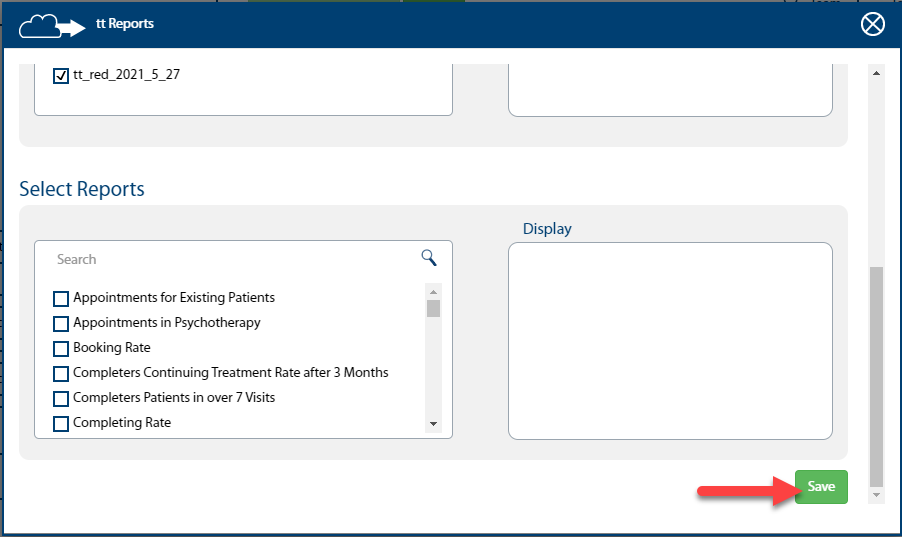 tt Reports
tt_red_2021_5_27
Select Reports
Display
Search
Appointments for Existing Patients
Appointments in Psychotherapy
Booking Rate
Completers Continuing Treatment Rate after 3 Months
Completers Patients in over 7 Visits
Completing Rate
Save